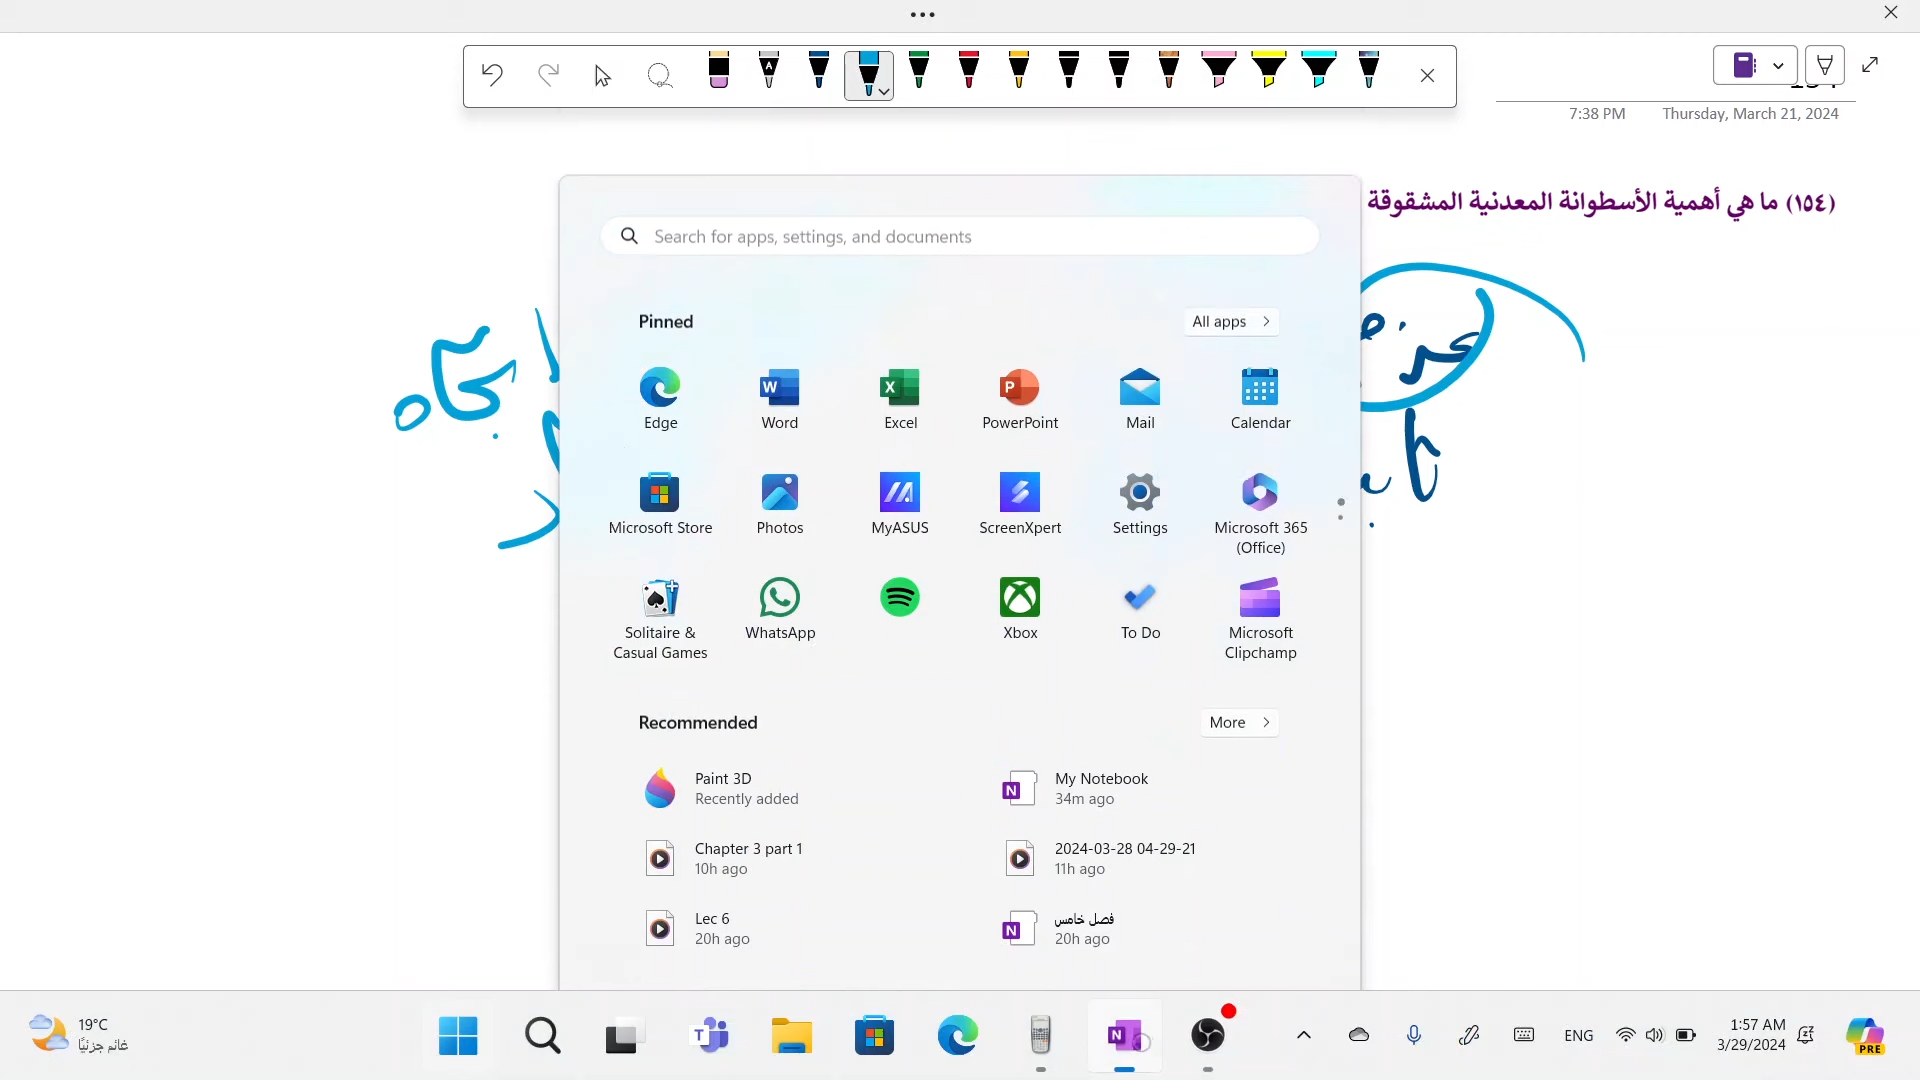 7:38 PM Thursday, March 21, 2024
(١٥٤) ما هي أهمية الأسطوانة المعدنية المشقوقة
Search for apps, settings, and documents
Pinned
All apps
Edge
Word
Excel
PowerPoint
Mail
Calendar
Microsoft Store
Photos
MyASUS
ScreenXpert
Settings
Microsoft 365
(Office)
Solitaire &
Casual Games
WhatsApp
Xbox
To Do
Microsoft
Clipchamp
Recommended
More
Paint 3D
Recently added
My Notebook
34m ago
Chapter 3 part 1
10h ago
2024-03-28 04-29-21
11h ago
Lec 6
20h ago
فصل خامس
20h ago
19°C
غائم جزئيًا
ENG
1:57 AM
3/29/2024
PRE